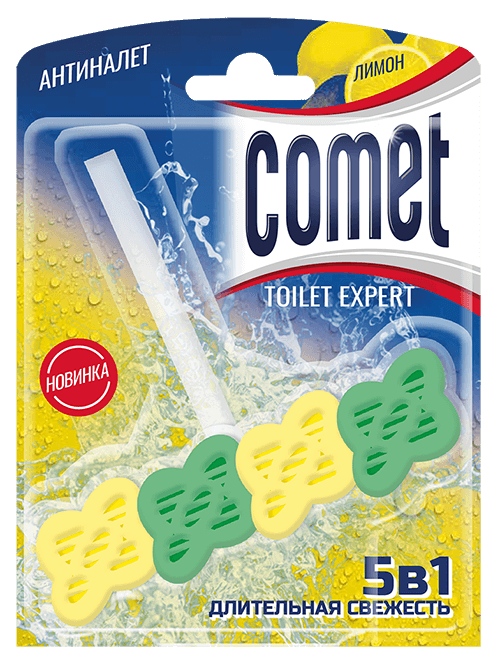 АНТИНАЛЕТ
ЛИМОН
Comet
TOILET EXPERT
НОВИНКА
5в1
ДЛИТЕЛЬНАЯ СВЕЖЕСТЬ